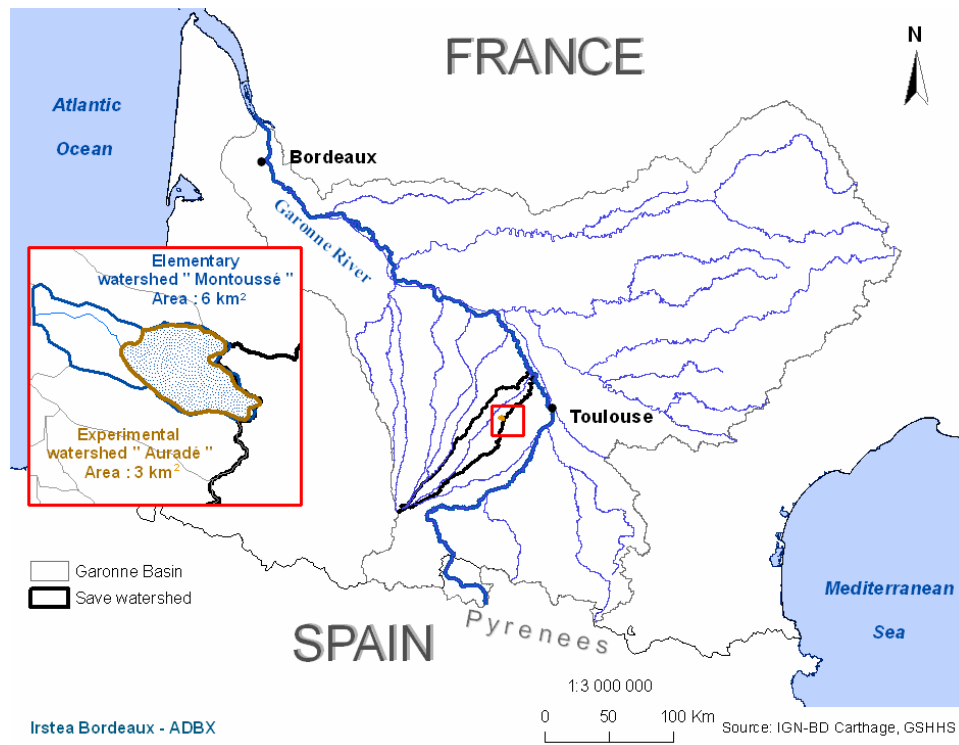 FRANCE
N
Atlantic
Ocean
Bordeaux
Garonne River
Elementary
watershed " Montoussé "
Area : 6 km²
Experimental
watershed " Auradé "
Area : 3 km²
Toulouse
Garonne Basin
Save watershed
Mediterranean
Sea
SPAIN
Pyrenees
1:3 000 000
0 50 100 Km
Irstea Bordeaux - ADBX
Source: IGN-BD Carthage, GSHHS